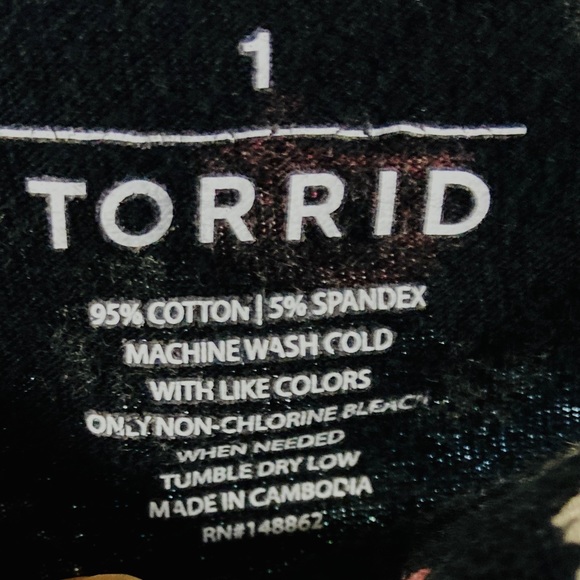 1
TORRID
95% COTTON | 5% SPANDEX
MACHINE WASH COLD
WITH LIKE COLORS
ONLY NON-CHLORINE BLEACH
WHEN NEEDED
TUMBLE DRY LOW
MADE IN CAMBODIA
RN#148862